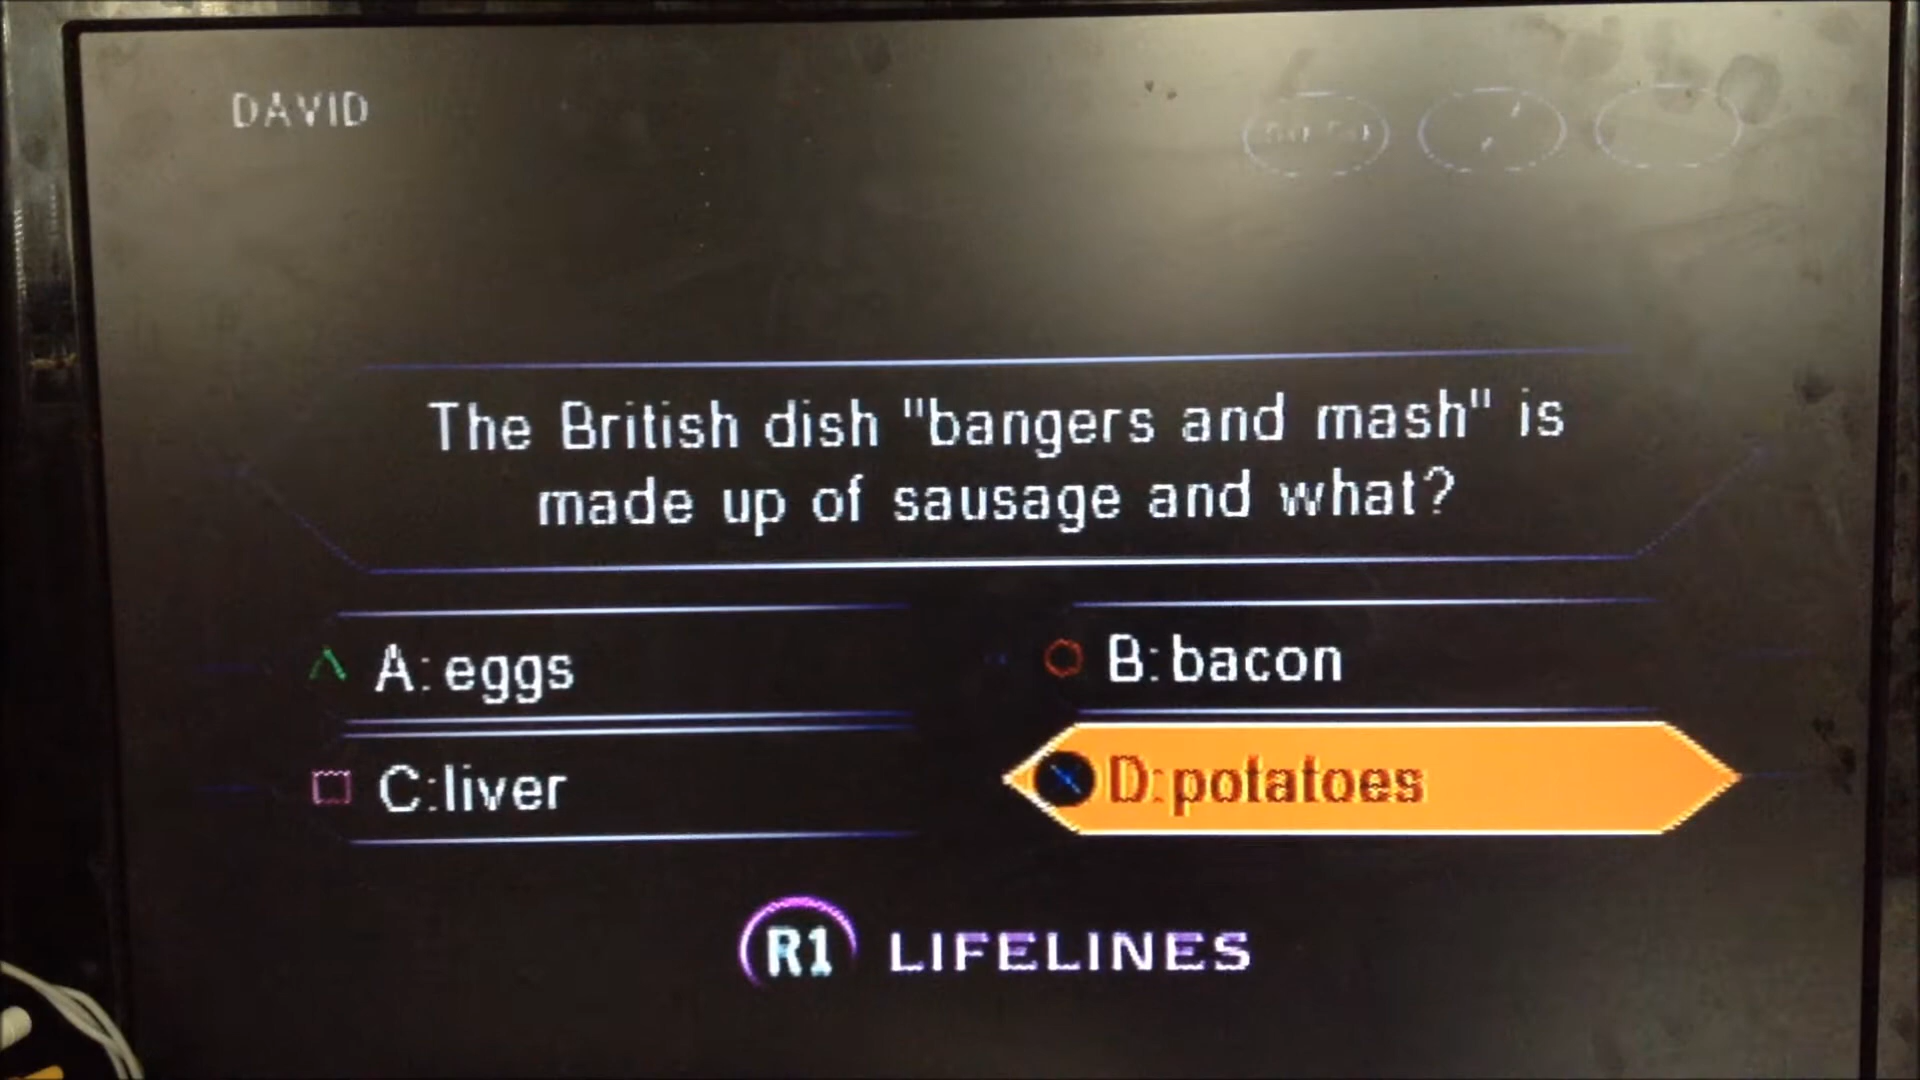 DAVID
The British dish "bangers and mash" is
made up of sausage and what?
A: eggs
B: bacon
C: liver
D: potatoes
R1 LIFELINES